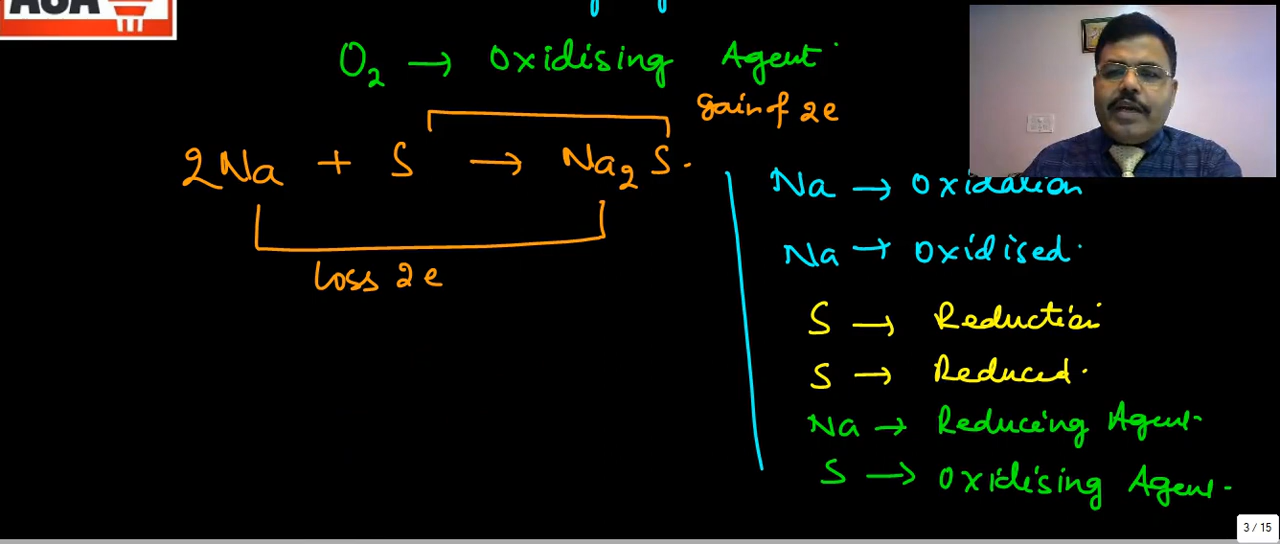 O₂ → Oxidising Agent
gain of 2e
2Na + S → Na₂S.
loss 2e
Na → Oxidation
Na → Oxidised.
S → Reduction
S → Reduced.
Na → Reducing Agent.
S → Oxidising Agent.
3 / 15